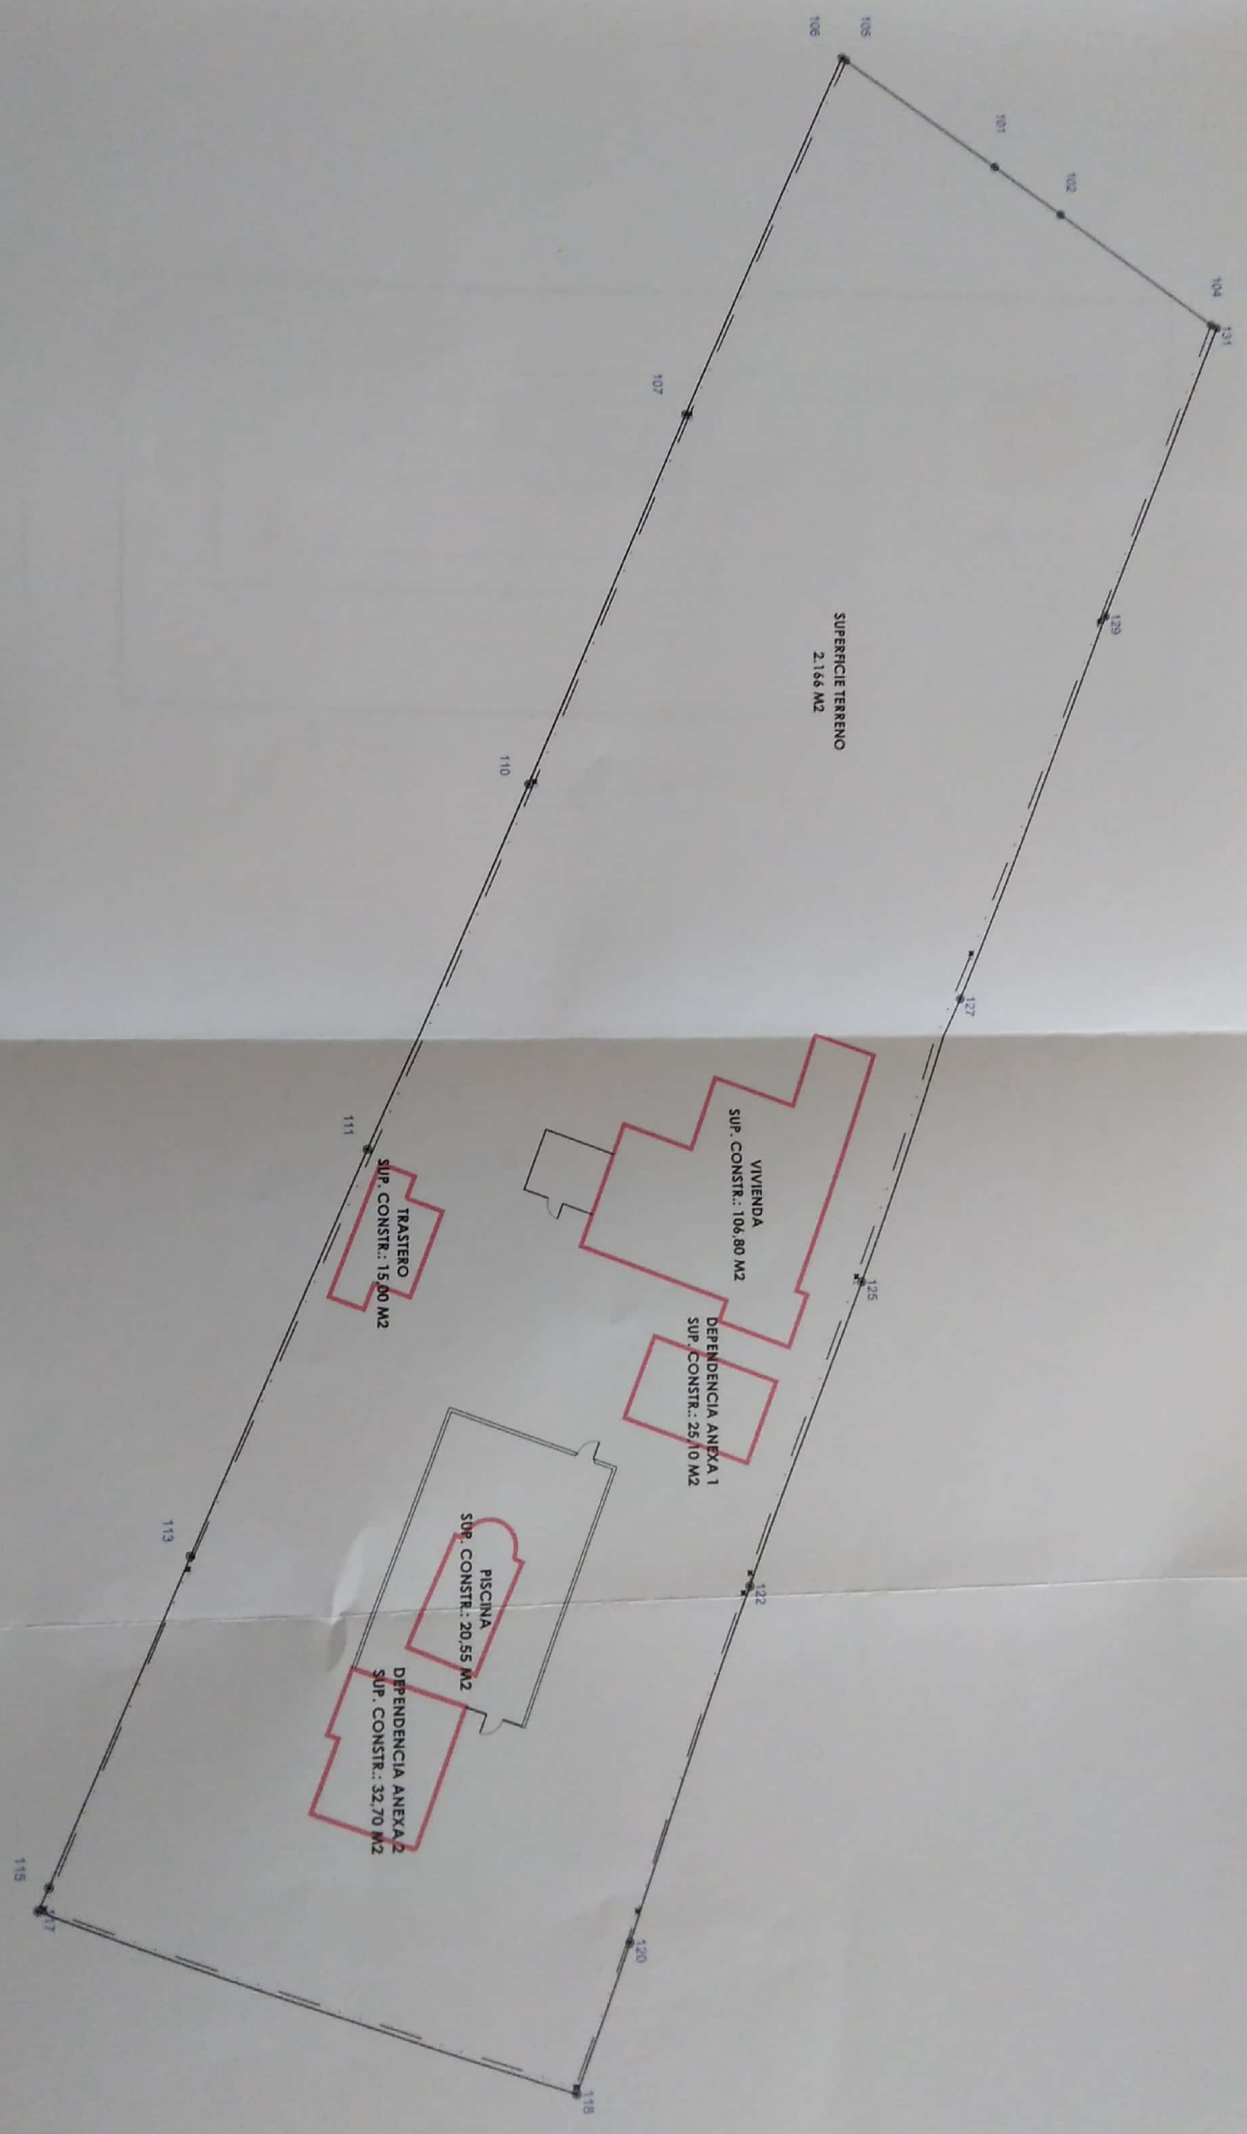 105
106
101
102
104
131
107
129
SUPERFICIE TERRENO
2.166 M2
110
127
111
VIVIENDA
SUP. CONSTR.: 106,80 M2
TRASTERO
SUP. CONSTR.: 15,00 M2
125
DEPENDENCIA ANEXA 1
SUP. CONSTR.: 25,10 M2
113
PISCINA
SUP. CONSTR.: 20,55 M2
122
DEPENDENCIA ANEXA 2
SUP. CONSTR.: 32,70 M2
115
117
120
118